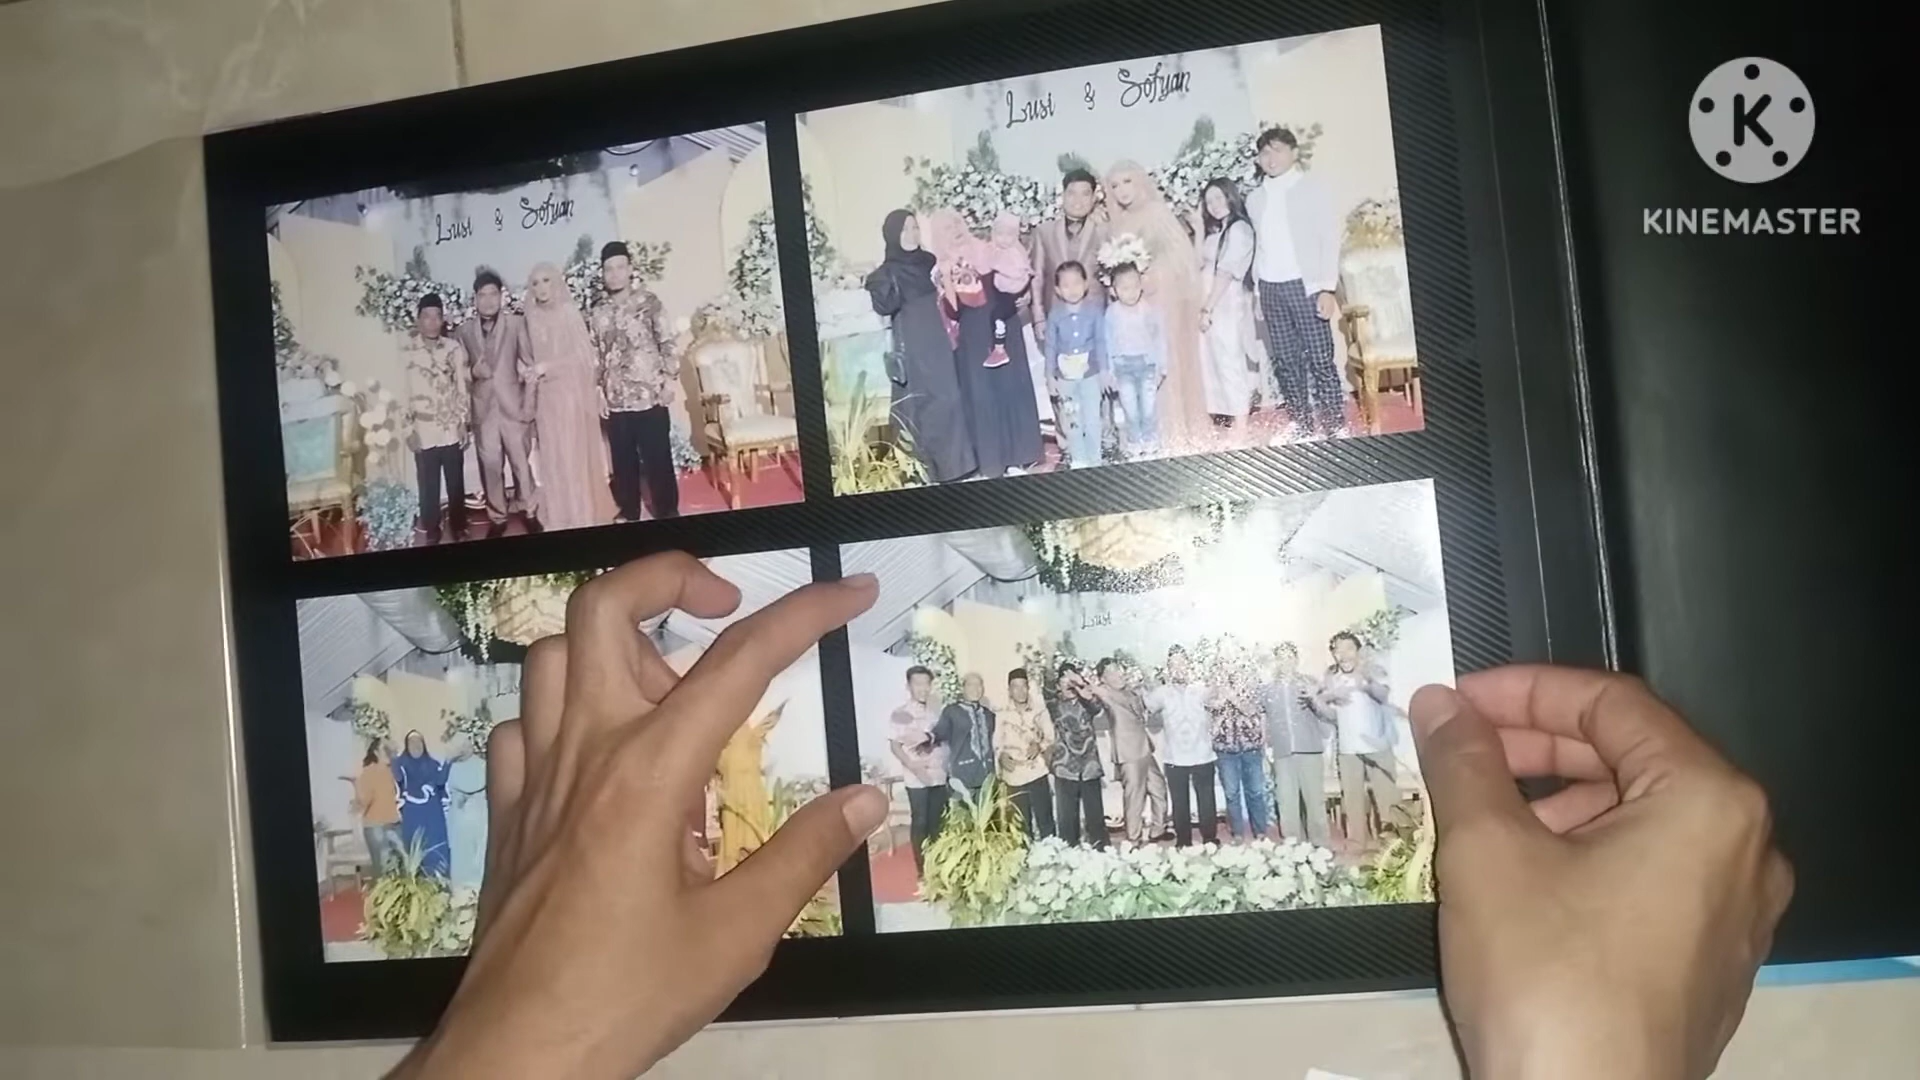 Lusi & Sofyan
Lusi & Sofyan
Lusi
K
KINEMASTER